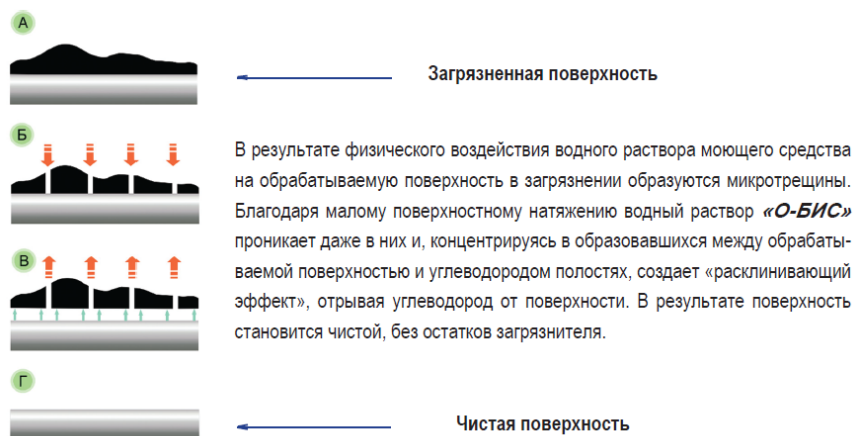 А
Загрязненная поверхность
Б
В результате физического воздействия водного раствора моющего средства
на обрабатываемую поверхность в загрязнении образуются микротрещины.
Благодаря малому поверхностному натяжению водный раствор «О-БИС»
проникает даже в них и, концентрируясь в образовавшихся между обрабаты-
В
ваемой поверхностью и углеводородом полостях, создает «расклинивающий
эффект», отрывая углеводород от поверхности. В результате поверхность
становится чистой, без остатков загрязнителя.
Г
Чистая поверхность